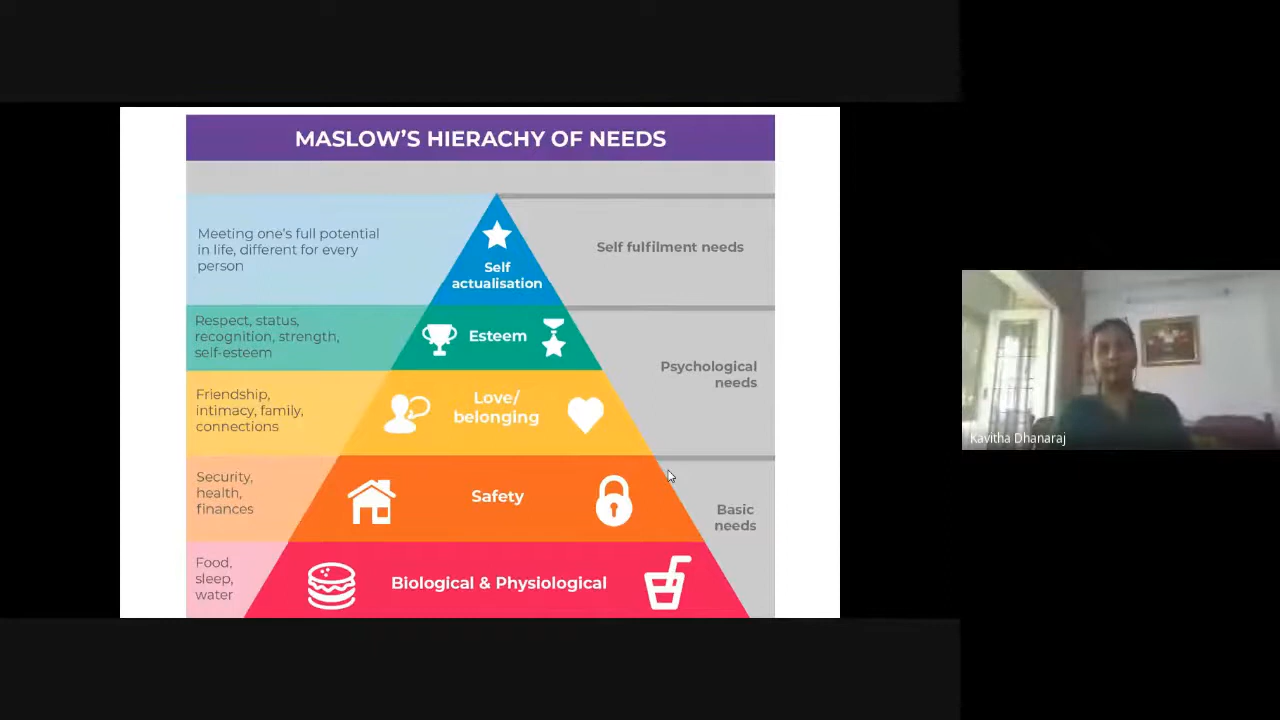 MASLOW'S HIERACHY OF NEEDS
Meeting one's full potential
in life, different for every
person
Self
actualisation
Self fulfilment needs
Respect, status,
recognition, strength,
self-esteem
Esteem
Psychological
needs
Friendship,
intimacy, family,
connections
Love/
belonging
Security,
health,
finances
Safety
Basic
needs
Food,
sleep,
water
Biological & Physiological
Kavitha Dhanaraj